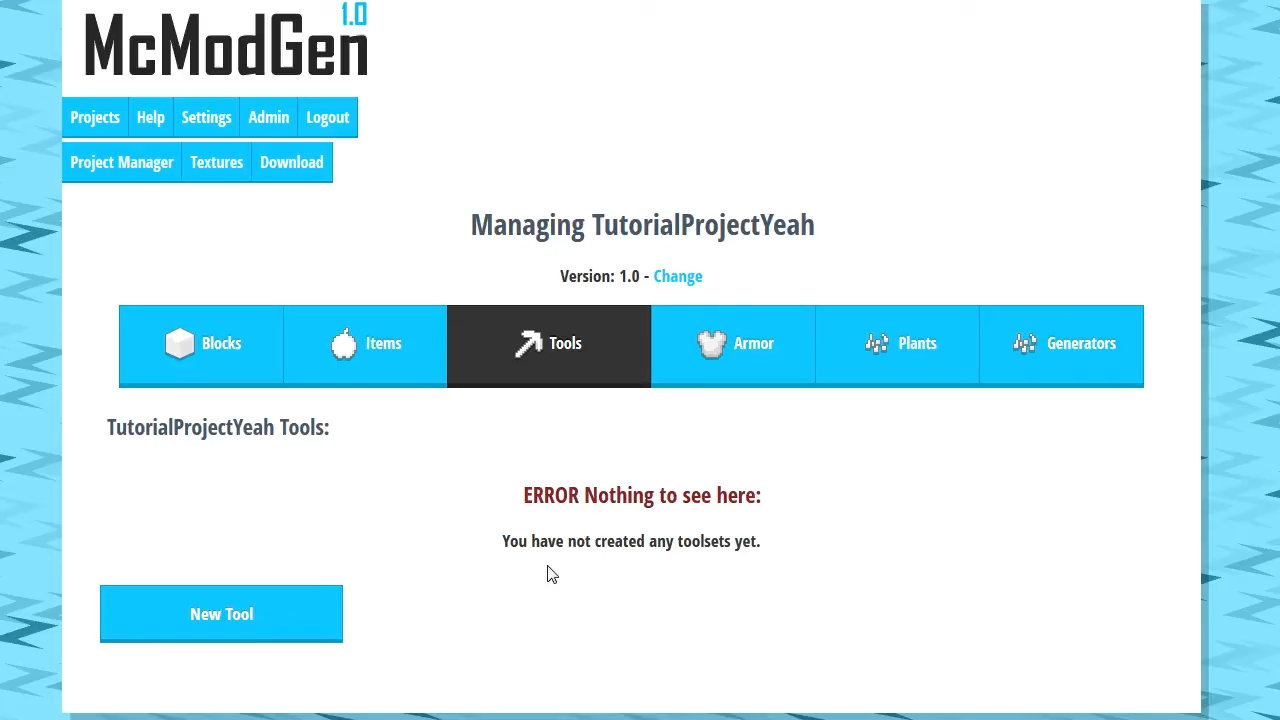 1.0
McModGen
Projects Help Settings Admin Logout
Project Manager Textures Download
Managing TutorialProjectYeah
Version: 1.0 - Change
Blocks Items Tools Armor Plants Generators
TutorialProjectYeah Tools:
ERROR Nothing to see here:
You have not created any toolsets yet.
New Tool